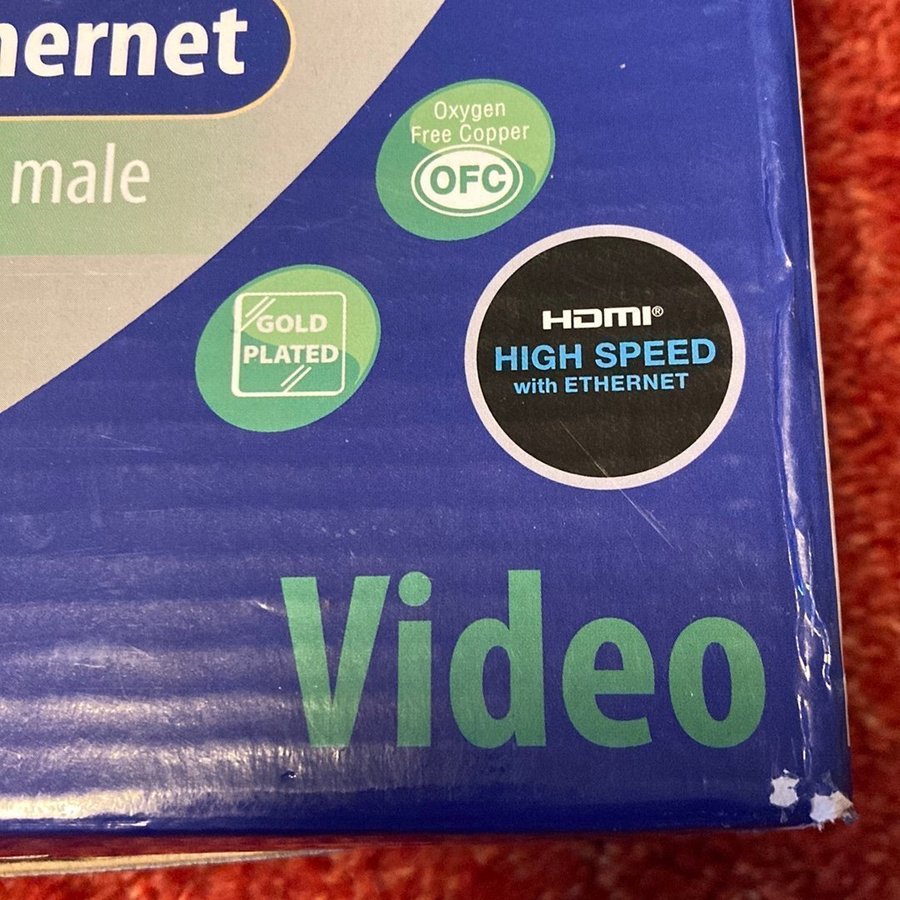 hernet
male
Oxygen
Free Copper
OFC
GOLD
PLATED
HDMI®
HIGH SPEED
with ETHERNET
Video